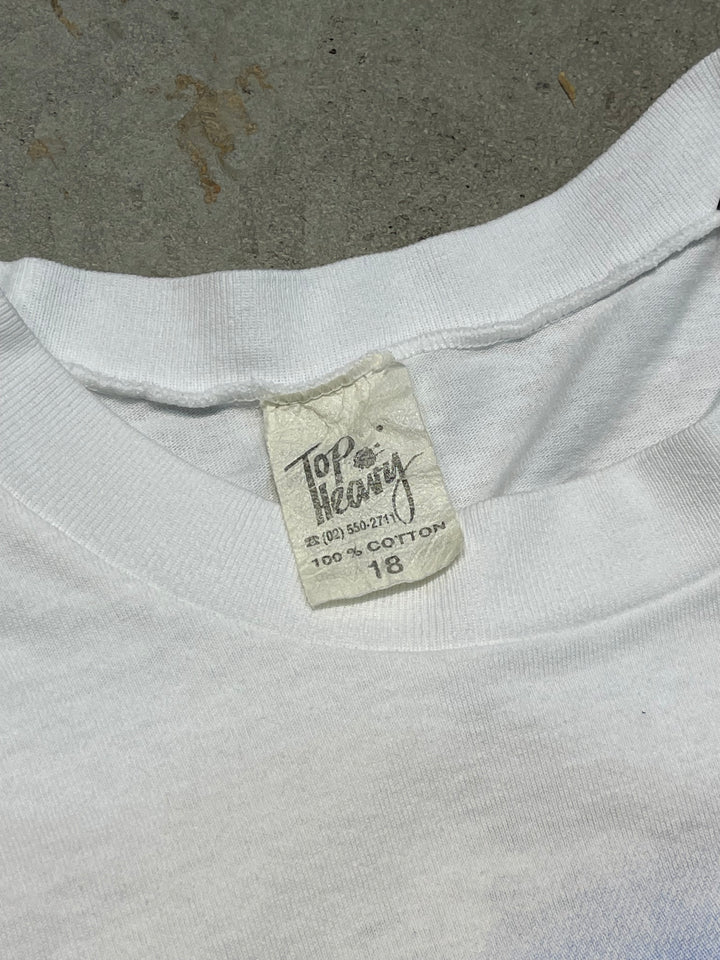 Top
Heavy
☎ (02) 550-2711
100 % COTTON
18